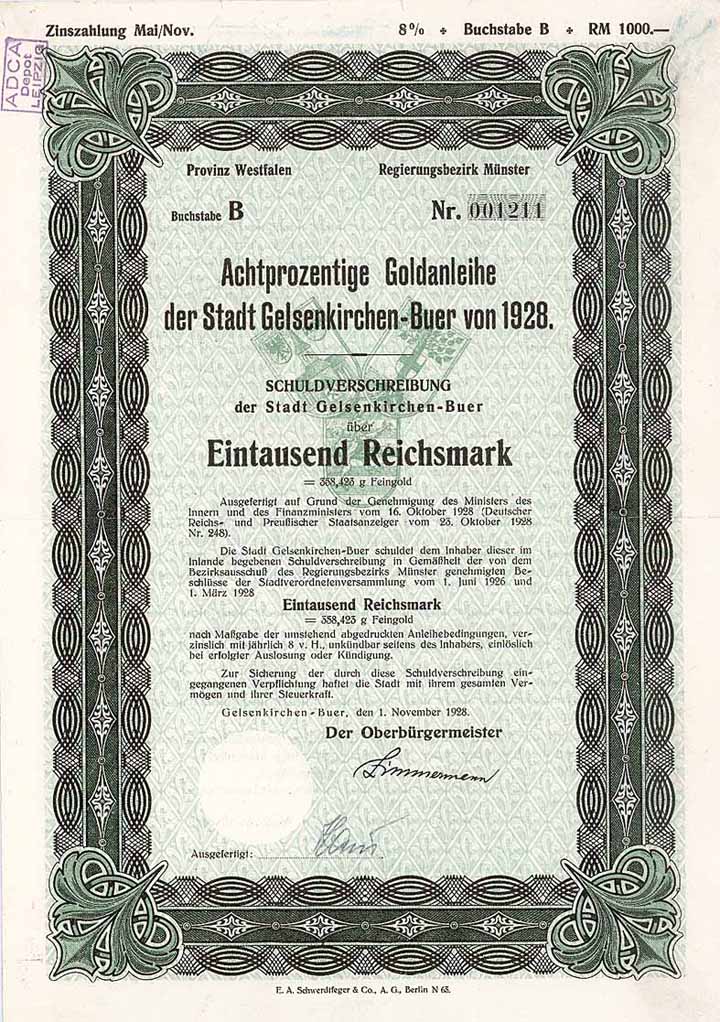 Zinszahlung Mai/Nov. 8% + Buchstabe B + RM 1000.—
ADCA
Depot
LEIPZIG
Provinz Westfalen Regierungsbezirk Münster
Buchstabe B Nr. 001211
Achtprozentige Goldanleihe
der Stadt Gelsenkirchen-Buer von 1928.
SCHULDVERSCHREIBUNG
der Stadt Gelsenkirchen-Buer
über
Eintausend Reichsmark
= 358,423 g Feingold
Ausgefertigt auf Grund der Genehmigung des Ministers des
Innern und des Finanzministers vom 16. Oktober 1928 (Deutscher
Reichs- und Preußischer Staatsanzeiger vom 23. Oktober 1928
Nr. 248).
Die Stadt Gelsenkirchen-Buer schuldet dem Inhaber dieser im
Inlande begebenen Schuldverschreibung in Gemäßheit der von dem
Bezirksausschuß des Regierungsbezirks Münster genehmigten Be-
schlüsse der Stadtverordnetenversammlung vom 1. Juni 1926 und
1. März 1928
Eintausend Reichsmark
= 358,423 g Feingold
nach Maßgabe der umstehend abgedruckten Anleihebedingungen, ver-
zinslich mit jährlich 8 v. H., unkündbar seitens des Inhabers, einlöslich
bei erfolgter Auslosung oder Kündigung.
Zur Sicherung der durch diese Schuldverschreibung ein-
gegangenen Verpflichtung haftet die Stadt mit ihrem gesamten Ver-
mögen und ihrer Steuerkraft.
Gelsenkirchen-Buer, den 1. November 1928.
Der Oberbürgermeister
Zimmermann
Ausgefertigt:
E. A. Schwerdtfeger & Co., A. G., Berlin N 65.